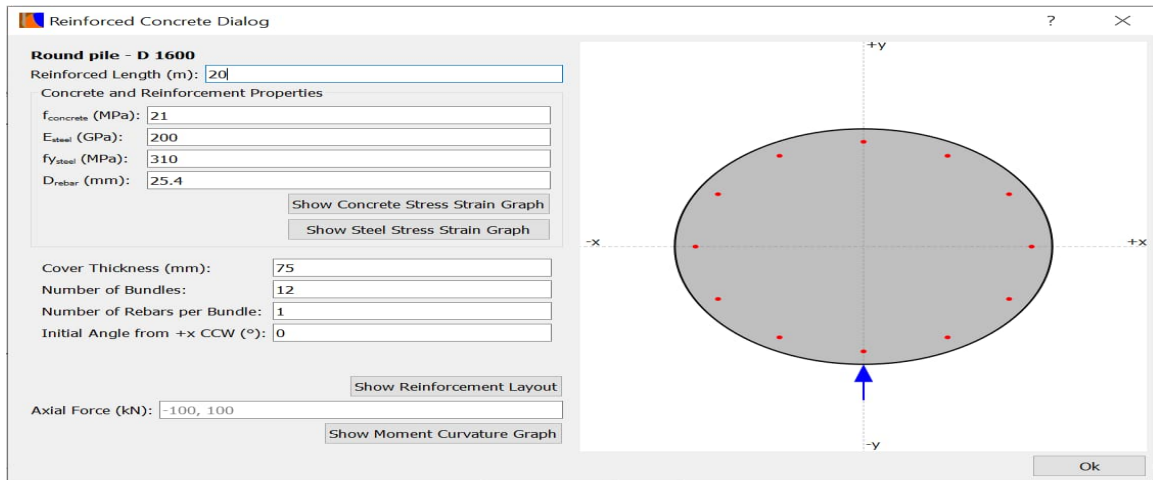 Reinforced Concrete Dialog ? ×
Round pile - D 1600
Reinforced Length (m): 20
Concrete and Reinforcement Properties
fconcrete (MPa): 21
Esteel (GPa): 200
fysteel (MPa): 310
Drebar (mm): 25.4
Show Concrete Stress Strain Graph
Show Steel Stress Strain Graph
Cover Thickness (mm): 75
Number of Bundles: 12
Number of Rebars per Bundle: 1
Initial Angle from +x CCW (°): 0
Show Reinforcement Layout
Axial Force (kN): -100, 100
Show Moment Curvature Graph
+y
-x
+x
-y
Ok